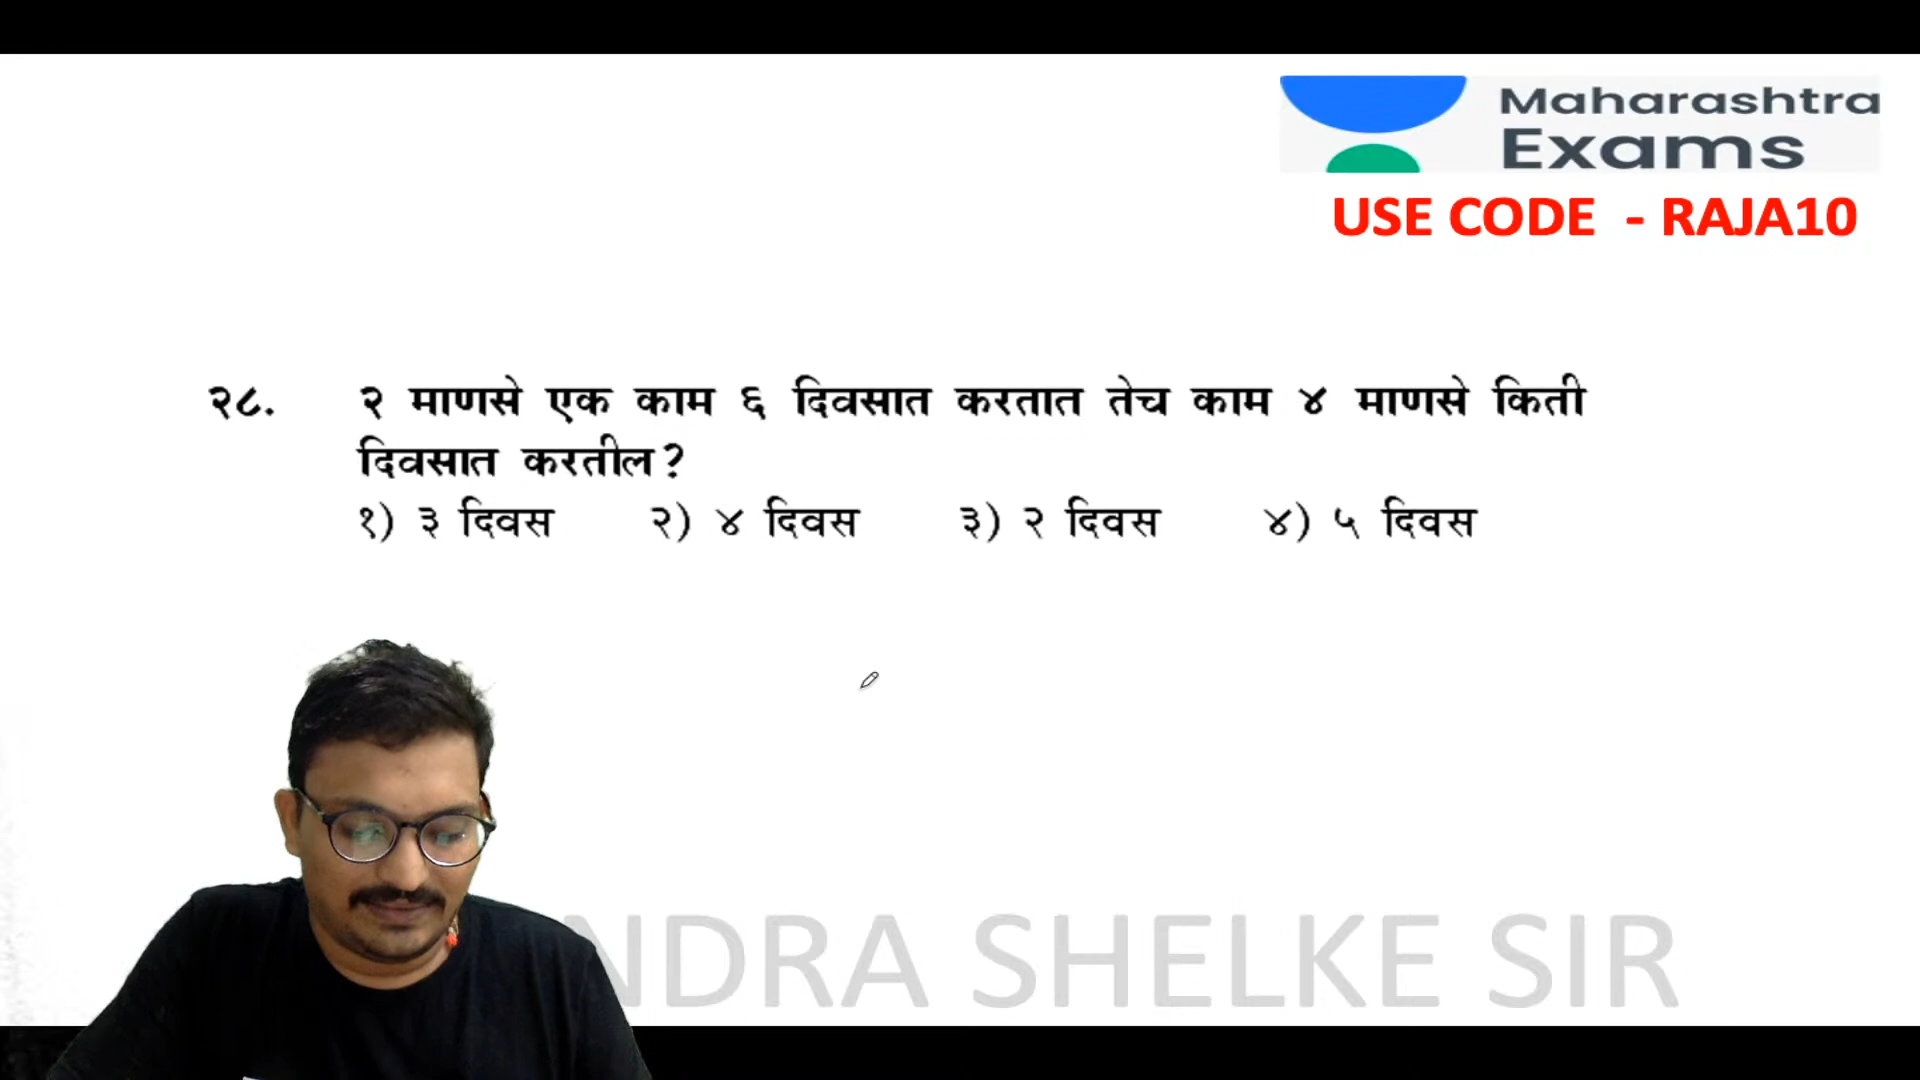 Maharashtra
Exams
USE CODE - RAJA10
२८. २ माणसे एक काम ६ दिवसात करतात तेच काम ४ माणसे किती
दिवसात करतील?
१) ३ दिवस २) ४ दिवस ३) २ दिवस ४) ५ दिवस
SHELKE SIR